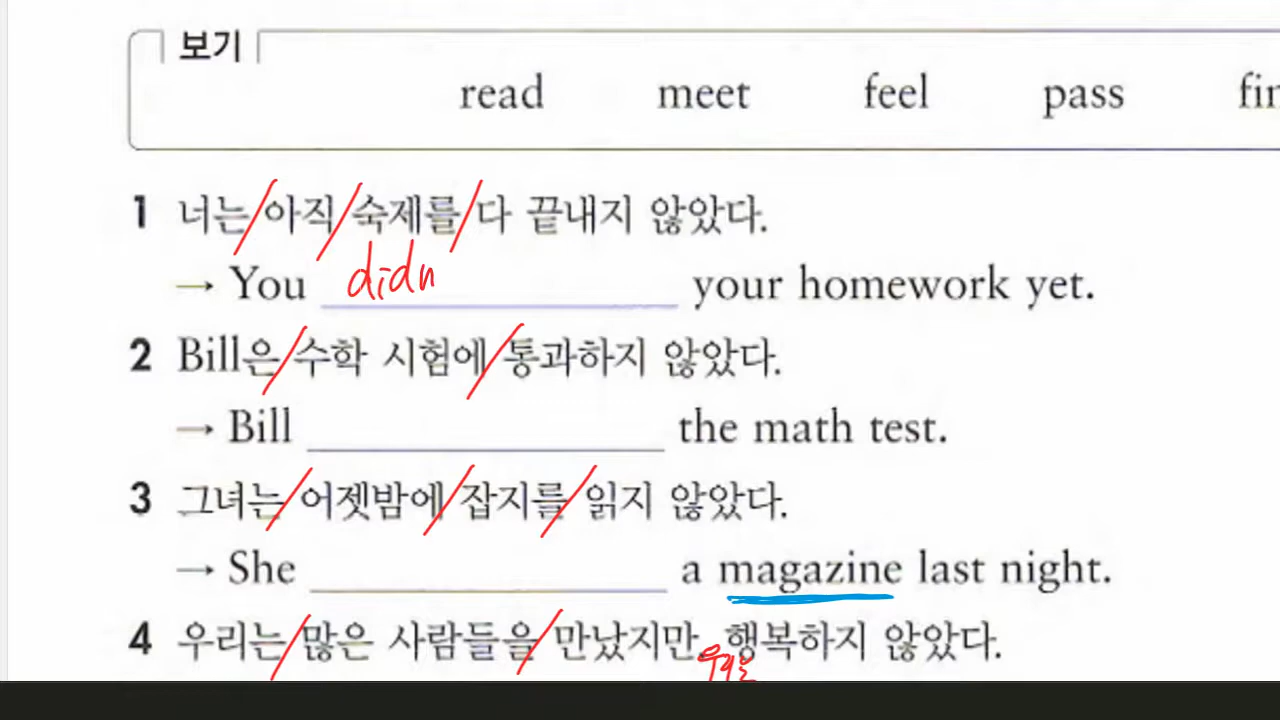 보기
read meet feel pass fin
1 너는/아직/숙제를/다 끝내지 않았다.
→ You didn your homework yet.
2 Bill은/수학 시험에/통과하지 않았다.
→ Bill the math test.
3 그녀는/어젯밤에/잡지를/읽지 않았다.
→ She a magazine last night.
4 우리는/많은 사람들을/만났지만, 행복하지 않았다.